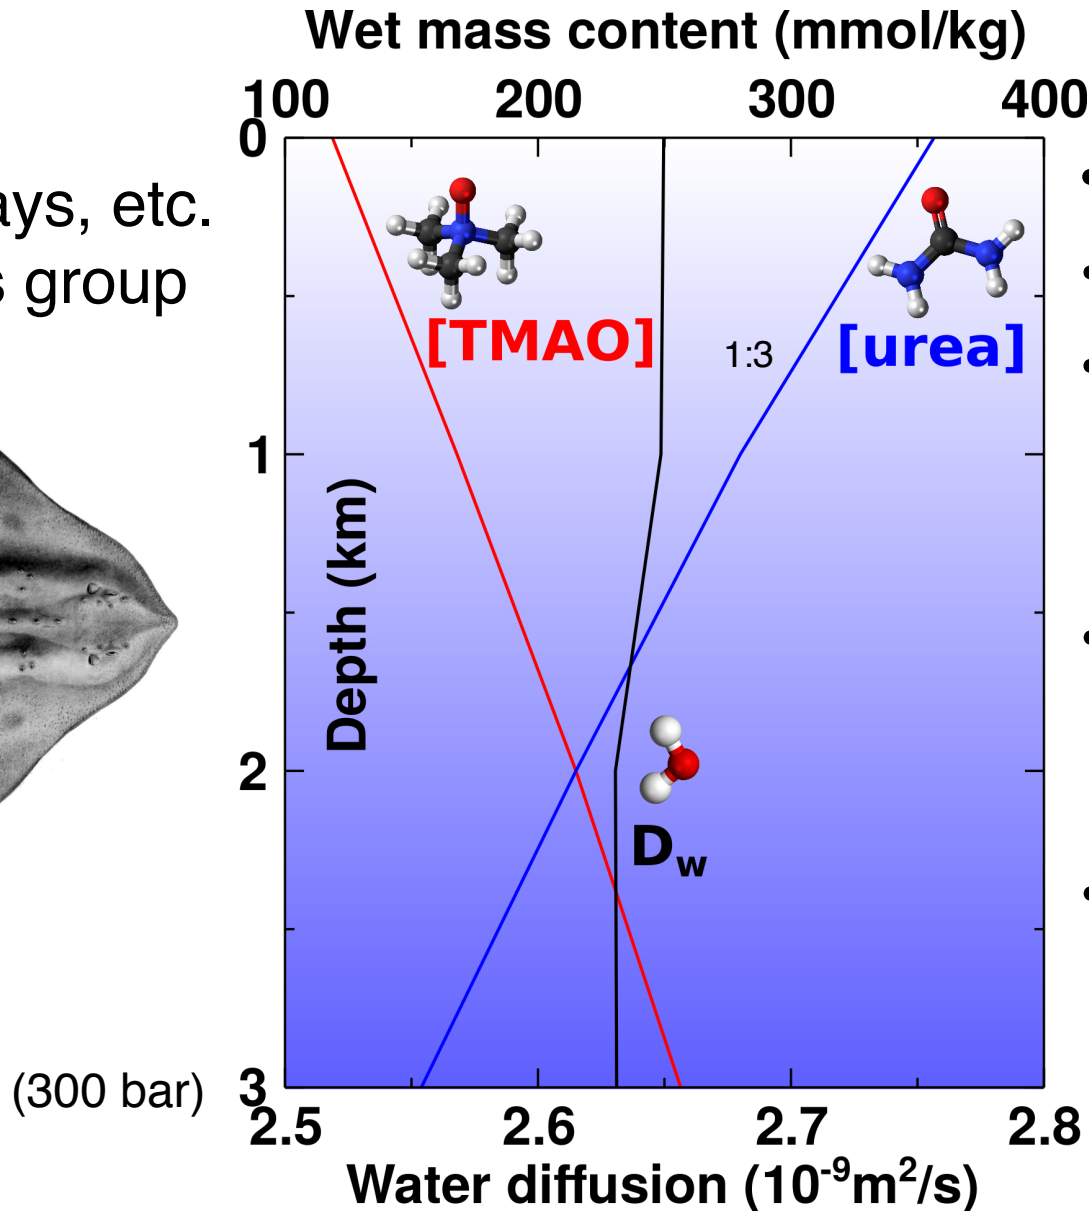 Wet mass content (mmol/kg)
100 200 300 400
0
ays, etc.
s group
[TMAO]
1:3
[urea]
1
Depth (km)
2
Dw
(300 bar)
3
2.5 2.6 2.7 2.8
Water diffusion (10⁻⁹m²/s)